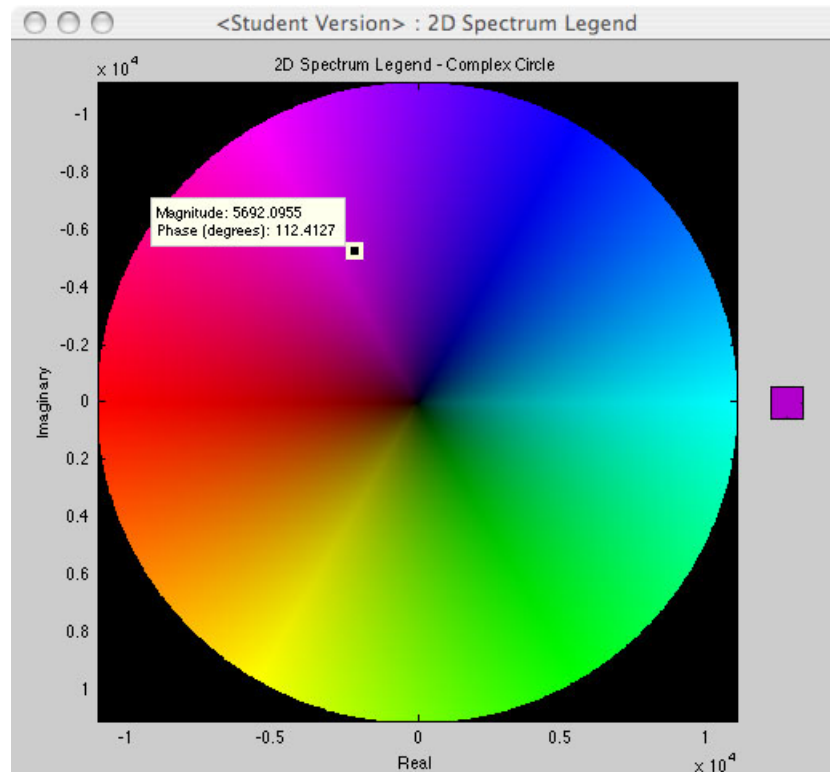 <Student Version> : 2D Spectrum Legend
2D Spectrum Legend - Complex Circle
x 10^4
-1
-0.8
-0.6
-0.4
-0.2
0
0.2
0.4
0.6
0.8
1
Imaginary
Magnitude: 5692.0955
Phase (degrees): 112.4127
-1
-0.5
0
0.5
1
Real
x 10^4